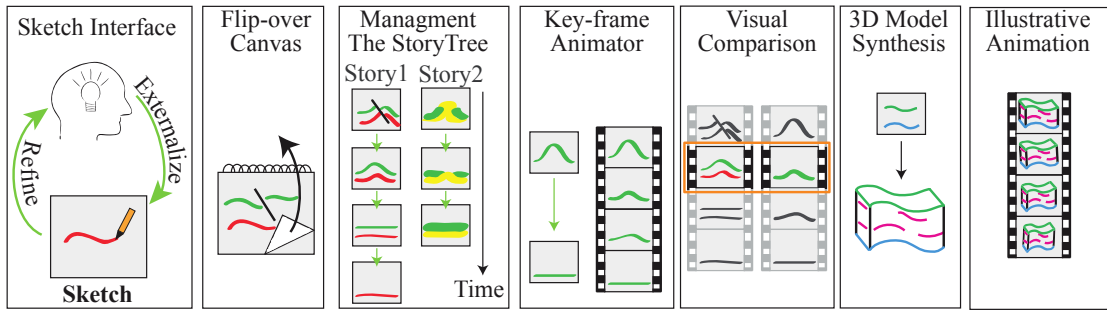 Sketch Interface
Externalize
Refine
Sketch
Flip-over
Canvas
Managment
The StoryTree
Story1 Story2
Time
Key-frame
Animator
Visual
Comparison
3D Model
Synthesis
Illustrative
Animation